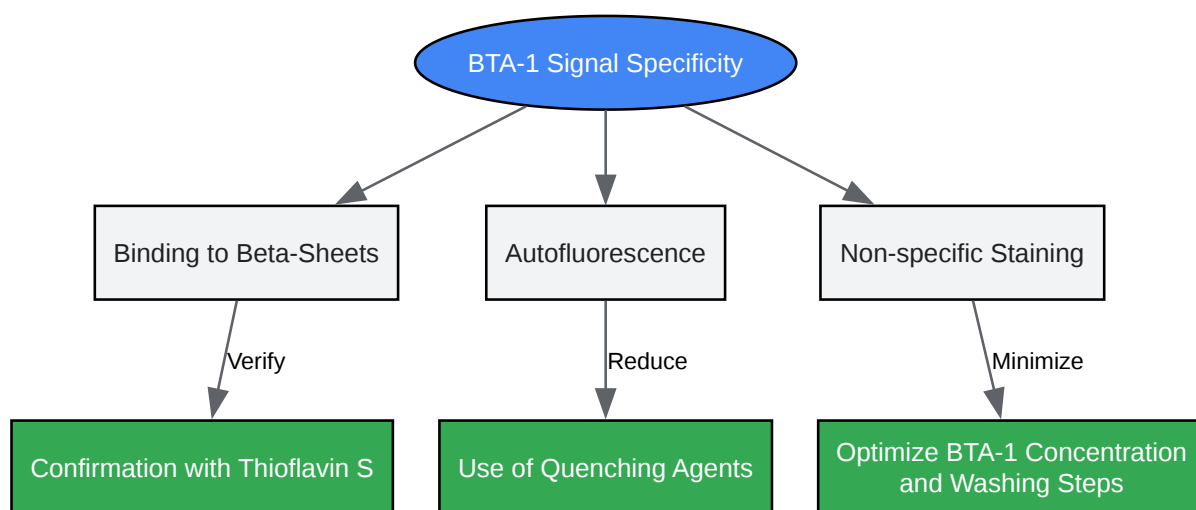 BTA-1 Signal Specificity
Binding to Beta-Sheets
Autofluorescence
Non-specific Staining
Verify
Reduce
Minimize
Confirmation with Thioflavin S
Use of Quenching Agents
Optimize BTA-1 Concentration
and Washing Steps